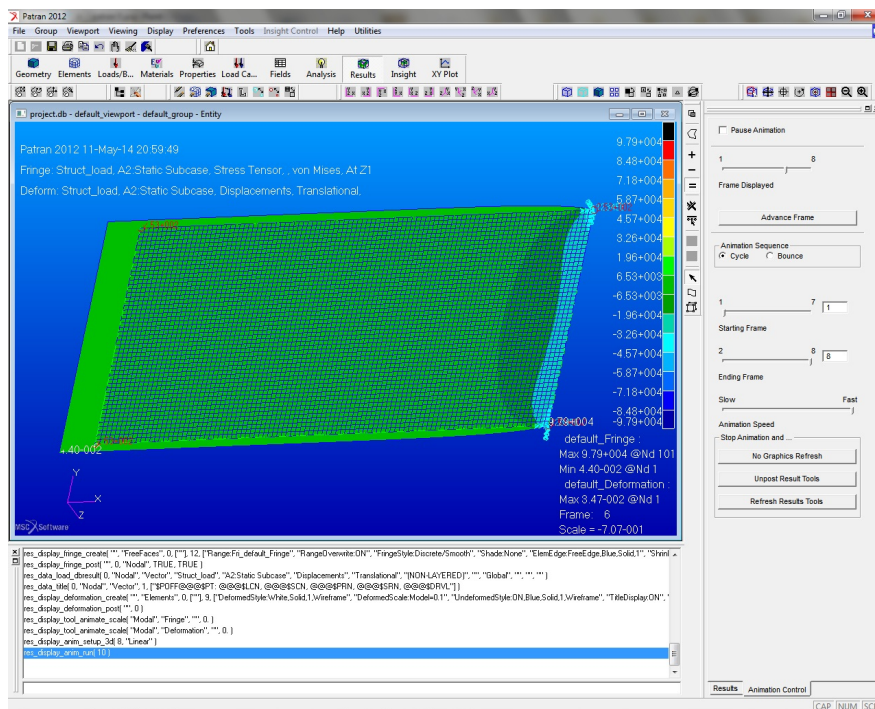 Patran 2012
File Group Viewport Viewing Display Preferences Tools Insight Control Help Utilities
Geometry Elements Loads/B... Materials Properties Load Ca... Fields Analysis Results Insight XY Plot
project.db - default_viewport - default_group - Entity
Patran 2012 11-May-14 20:59:49
Fringe: Struct_load, A2:Static Subcase, Stress Tensor, , von Mises, At Z1
Deform: Struct_load, A2:Static Subcase, Displacements, Translational,
9.79+004
8.48+004
7.18+004
5.87+004
4.57+004
3.26+004
1.96+004
6.53+003
-6.53+003
-1.96+004
-3.26+004
-4.57+004
-5.87+004
-7.18+004
-8.48+004
-9.79+004
9.79+004
4.40-002
default_Fringe :
Max 9.79+004 @Nd 101
Min 4.40-002 @Nd 1
default_Deformation :
Max 3.47-002 @Nd 1
Frame: 6
Scale = -7.07-001
Y
X
Z
MSC Software
Pause Animation
1 8
Frame Displayed
Advance Frame
Animation Sequence
Cycle Bounce
1 7 1
Starting Frame
2 8 8
Ending Frame
Slow Fast
Animation Speed
Stop Animation and ...
No Graphics Refresh
Unpost Result Tools
Refresh Results Tools
Results Animation Control
res_display_fringe_create( "", "FreeFaces", 0, [""], 12, ["Range:Fri_default_Fringe", "RangeOverwrite:ON", "FringeStyle:Discrete/Smooth", "Shade:None", "ElemEdge:FreeEdge,Blue,Solid,1", "Shrinl
res_display_fringe_post( "", 0, "Nodal", TRUE, TRUE )
res_data_load_dbresult( 0, "Nodal", "Vector", "Struct_load", "A2:Static Subcase", "Displacements", "Translational", "(NON-LAYERED)", "", "Global", "", "", "" )
res_data_title( 0, "Nodal", "Vector", 1, ["$POFF@@@$PT: @@@$LCN, @@@$SCN, @@@$PRN, @@@$SRN, @@@$DRVL"] )
res_display_deformation_create( "", "Elements", 0, [""], 9, ["DeformedStyle:White,Solid,1,Wireframe", "DeformedScale:Model=0.1", "UndeformedStyle:ON,Blue,Solid,1,Wireframe", "TitleDisplay:ON", "
res_display_deformation_post( "", 0 )
res_display_tool_animate_scale( "Modal", "Fringe", "", 0. )
res_display_tool_animate_scale( "Modal", "Deformation", "", 0. )
res_display_anim_setup_3d( 8, "Linear" )
res_display_anim_run( 10 )
CAP NUM SC